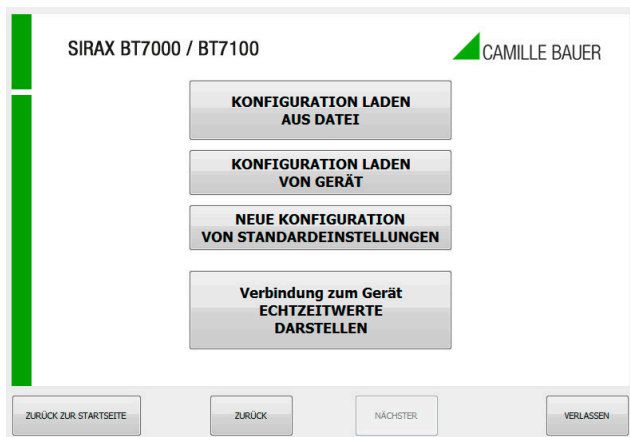 SIRAX BT7000 / BT7100
CAMILLE BAUER
KONFIGURATION LADEN
AUS DATEI
KONFIGURATION LADEN
VON GERÄT
NEUE KONFIGURATION
VON STANDARDEINSTELLUNGEN
Verbindung zum Gerät
ECHTZEITWERTE
DARSTELLEN
ZURÜCK ZUR STARTSEITE
ZURÜCK
NÄCHSTER
VERLASSEN